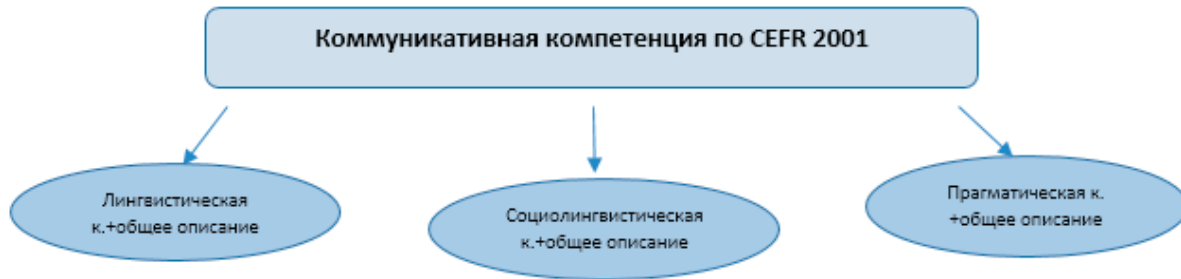 Коммуникативная компетенция по CEFR 2001
Лингвистическая
к.+общее описание
Социолингвистическая
к.+общее описание
Прагматическая к.
+общее описание